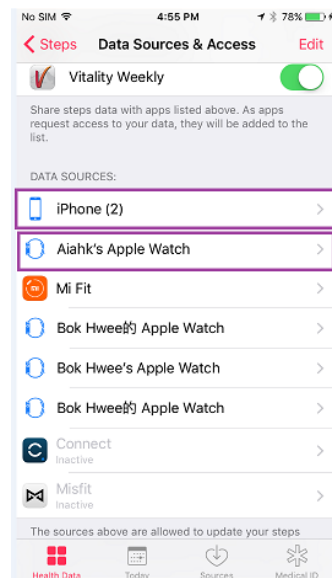 No SIM 4:55 PM 78%
Steps Data Sources & Access Edit
Vitality Weekly
Share steps data with apps listed above. As apps
request access to your data, they will be added to the
list.
DATA SOURCES:
iPhone (2)
Aiahk's Apple Watch
Mi Fit
Bok Hwee的 Apple Watch
Bok Hwee's Apple Watch
Bok Hwee的 Apple Watch
Connect
Inactive
Misfit
Inactive
The sources above are allowed to update your steps
Health Data Today Sources Medical ID